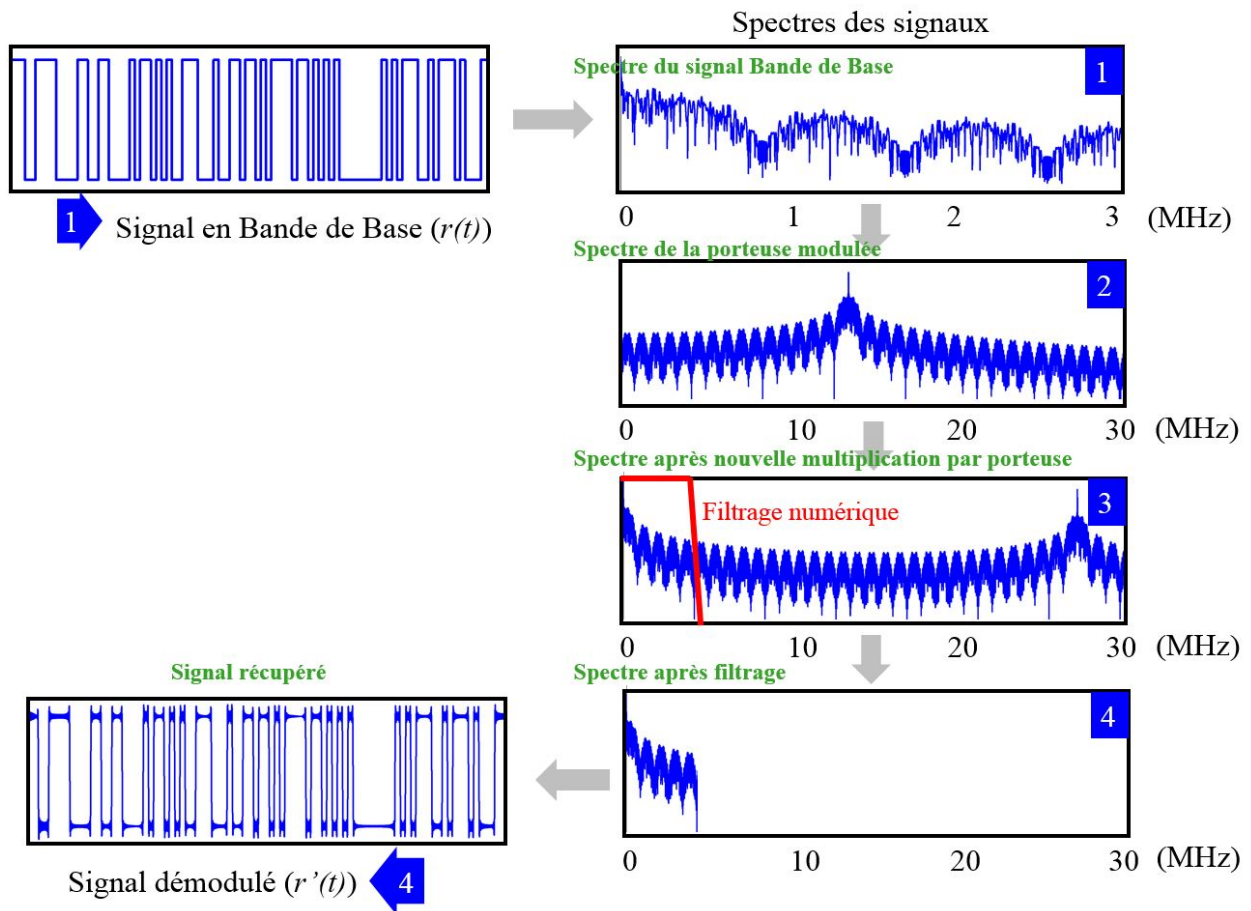 Spectres des signaux
Spectre du signal Bande de Base
1
0 1 2 3 (MHz)
1 Signal en Bande de Base (r(t))
Spectre de la porteuse modulée
2
0 10 20 30 (MHz)
Spectre après nouvelle multiplication par porteuse
3
Filtrage numérique
0 10 20 30 (MHz)
Signal récupéré
Spectre après filtrage
4
0 10 20 30 (MHz)
Signal démodulé (r’(t)) 4